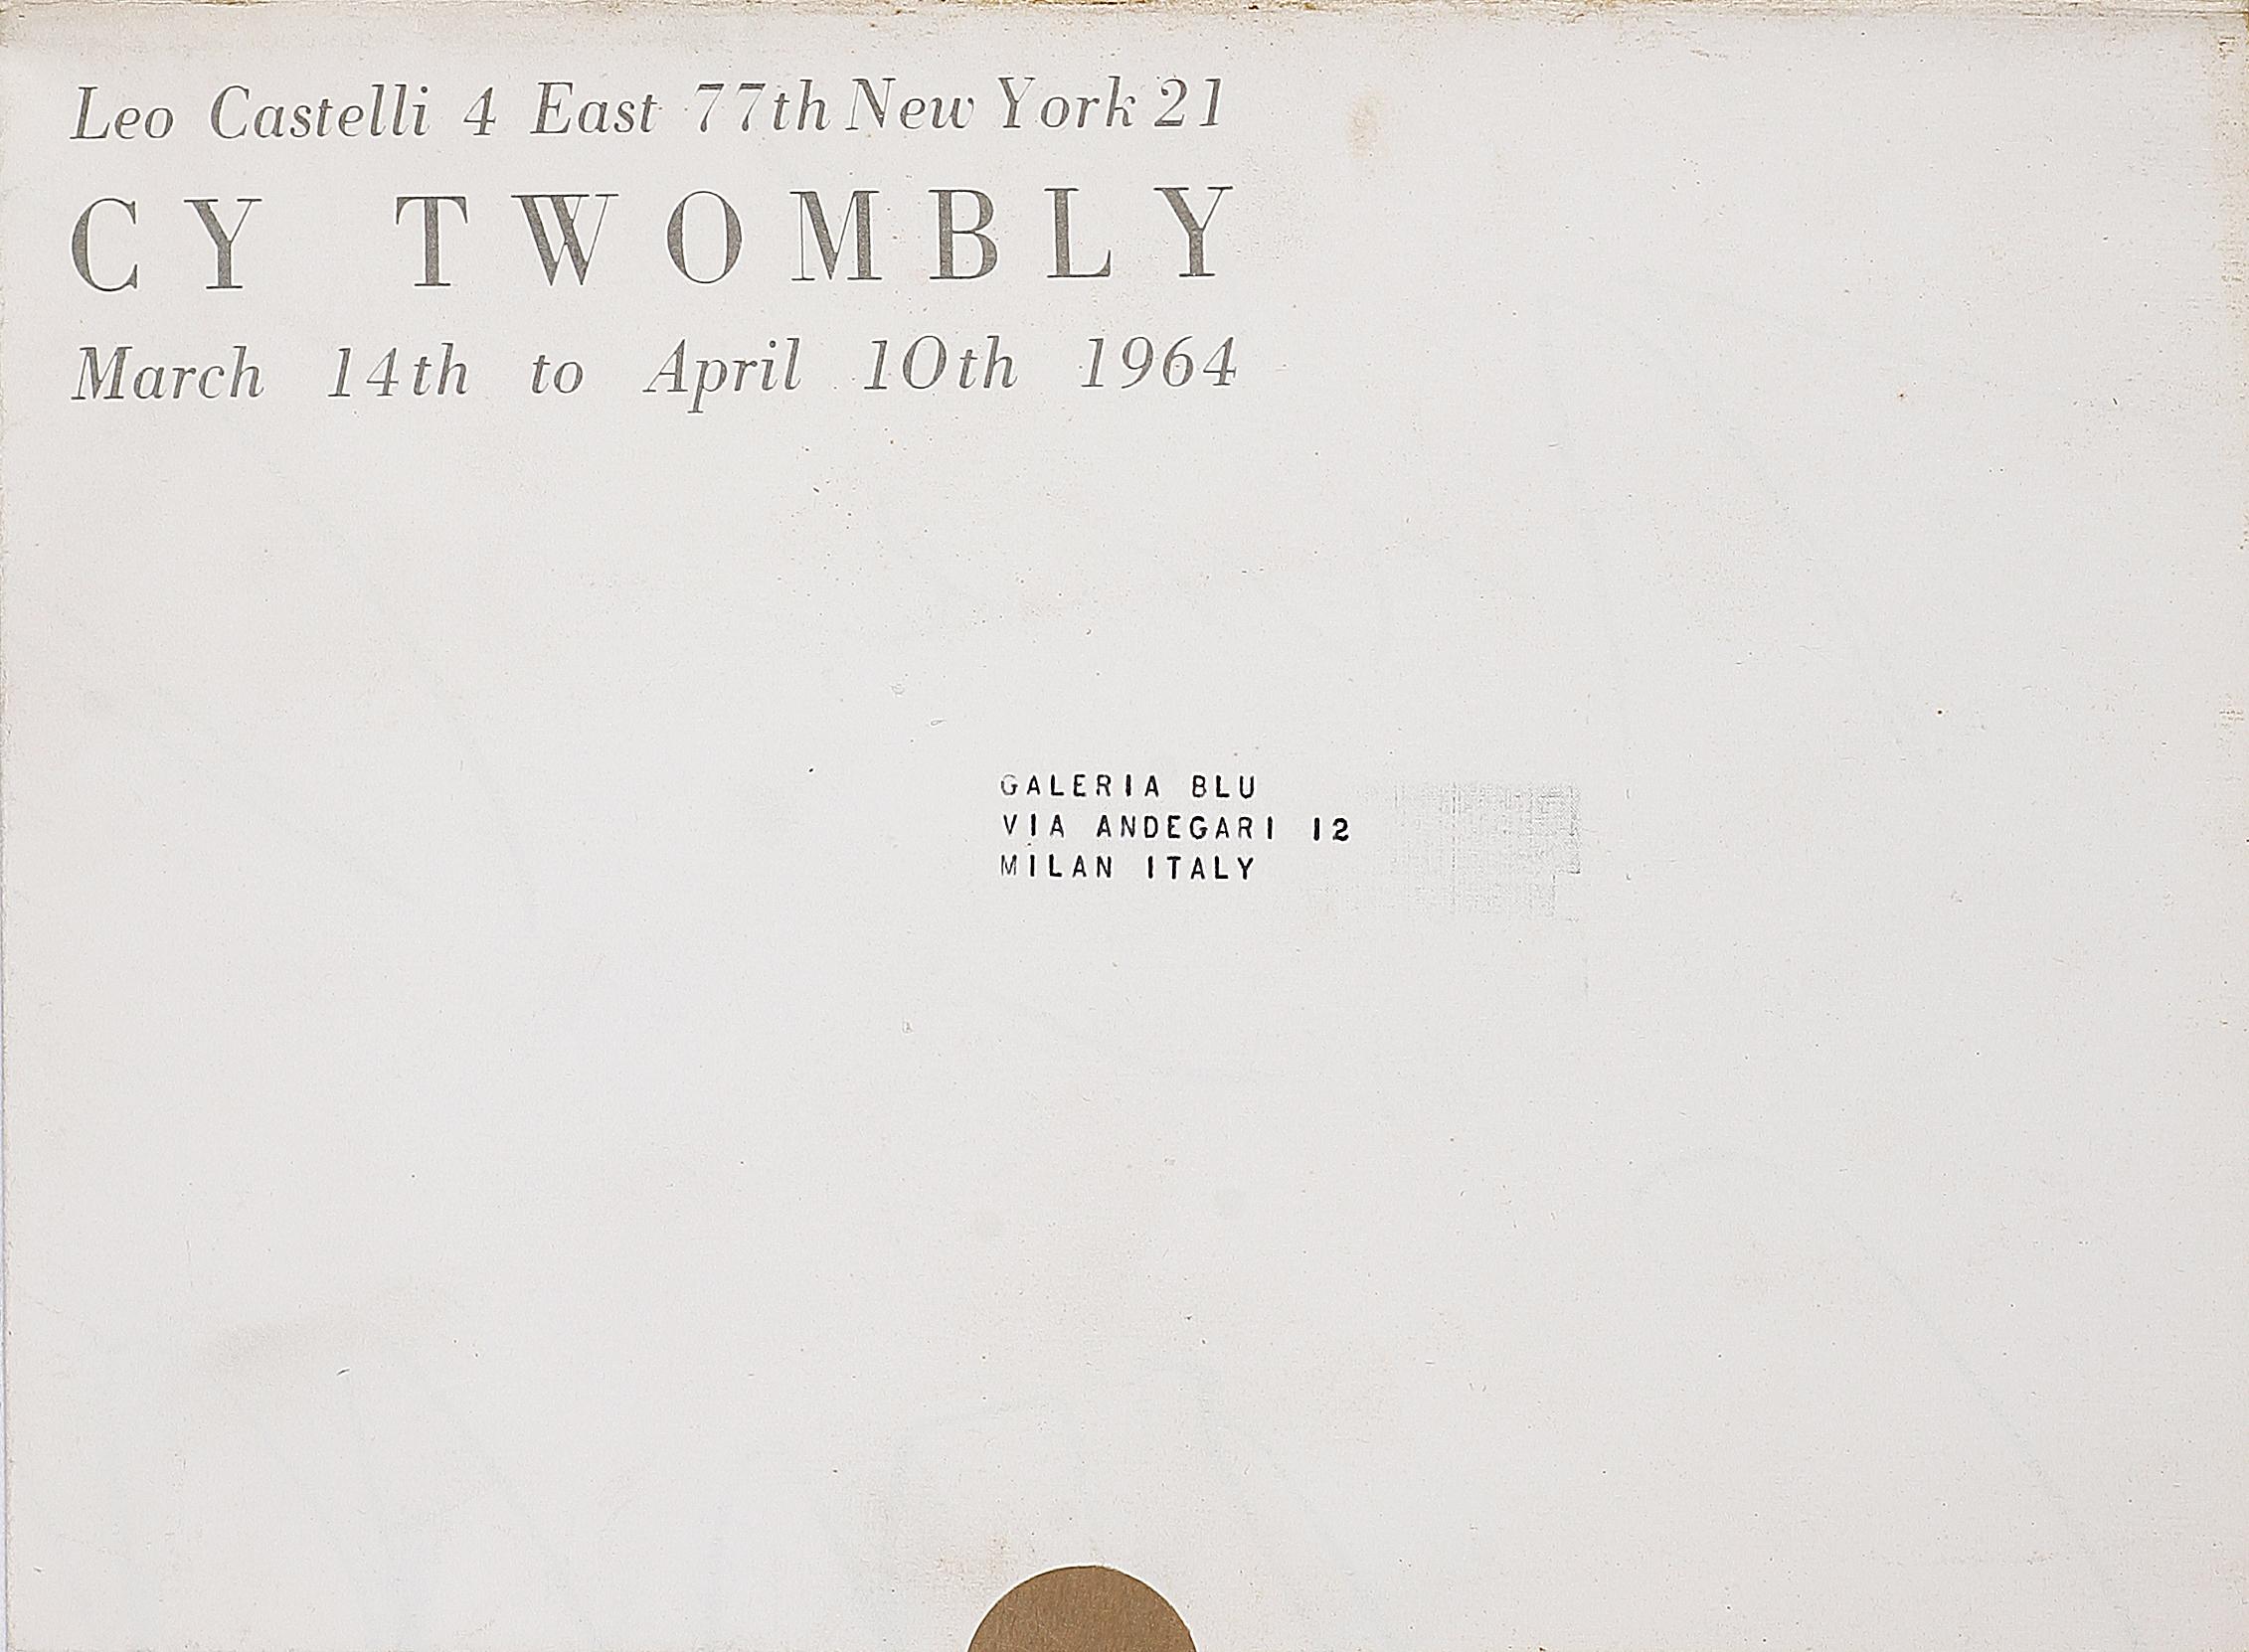 Leo Castelli 4 East 77th New York 21
CY TWOMBLY
March 14th to April 10th 1964
GALERIA BLU
VIA ANDEGARI 12
MILAN ITALY